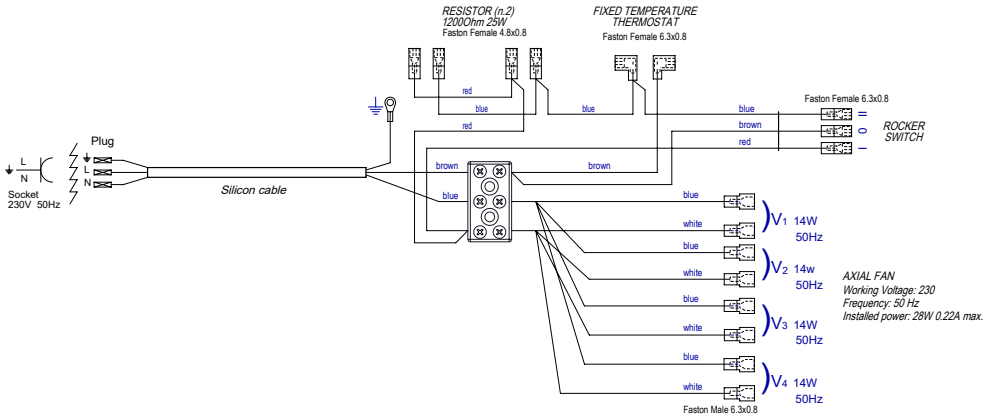 RESISTOR (n.2)
1200Ohm 25W
Faston Female 4.8x0.8
FIXED TEMPERATURE
THERMOSTAT
Faston Female 6.3x0.8
red
blue
blue
red
blue
brown
red
Faston Female 6.3x0.8
II
0
I
ROCKER
SWITCH
Plug
L
N
L
N
Socket
230V 50Hz
Silicon cable
brown
blue
brown
blue
white
V1 14W
50Hz
blue
white
V2 14w
50Hz
blue
white
V3 14W
50Hz
blue
white
V4 14W
50Hz
AXIAL FAN
Working Voltage: 230
Frequency: 50 Hz
Installed power: 28W 0.22A max.
Faston Male 6.3x0.8